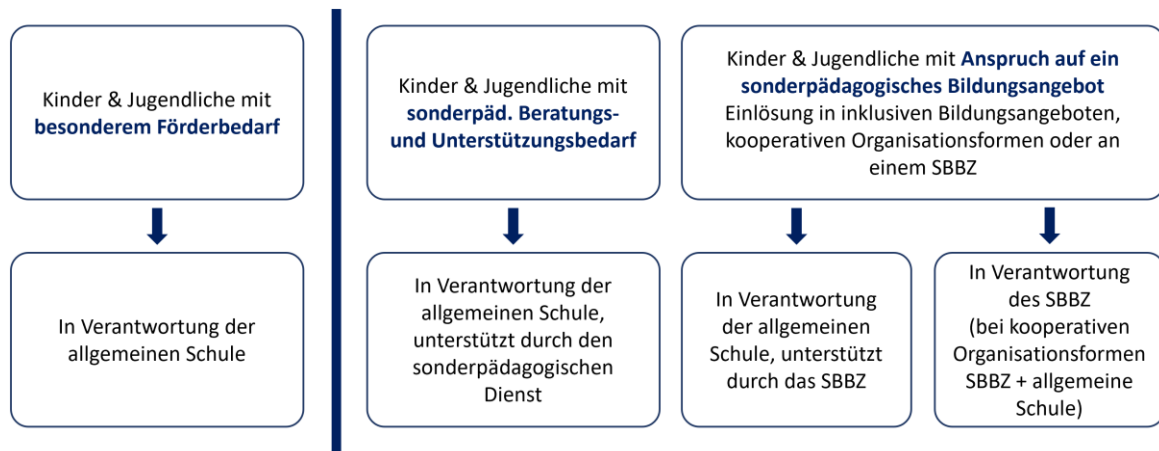 Kinder & Jugendliche mit
besonderem Förderbedarf
Kinder & Jugendliche mit
sonderpäd. Beratungs-
und Unterstützungsbedarf
Kinder & Jugendliche mit Anspruch auf ein
sonderpädagogisches Bildungsangebot
Einlösung in inklusiven Bildungsangeboten,
kooperativen Organisationsformen oder an
einem SBBZ
In Verantwortung der
allgemeinen Schule
In Verantwortung der
allgemeinen Schule,
unterstützt durch den
sonderpädagogischen
Dienst
In Verantwortung
der allgemeinen
Schule, unterstützt
durch das SBBZ
In Verantwortung
des SBBZ
(bei kooperativen
Organisationsformen
SBBZ + allgemeine
Schule)